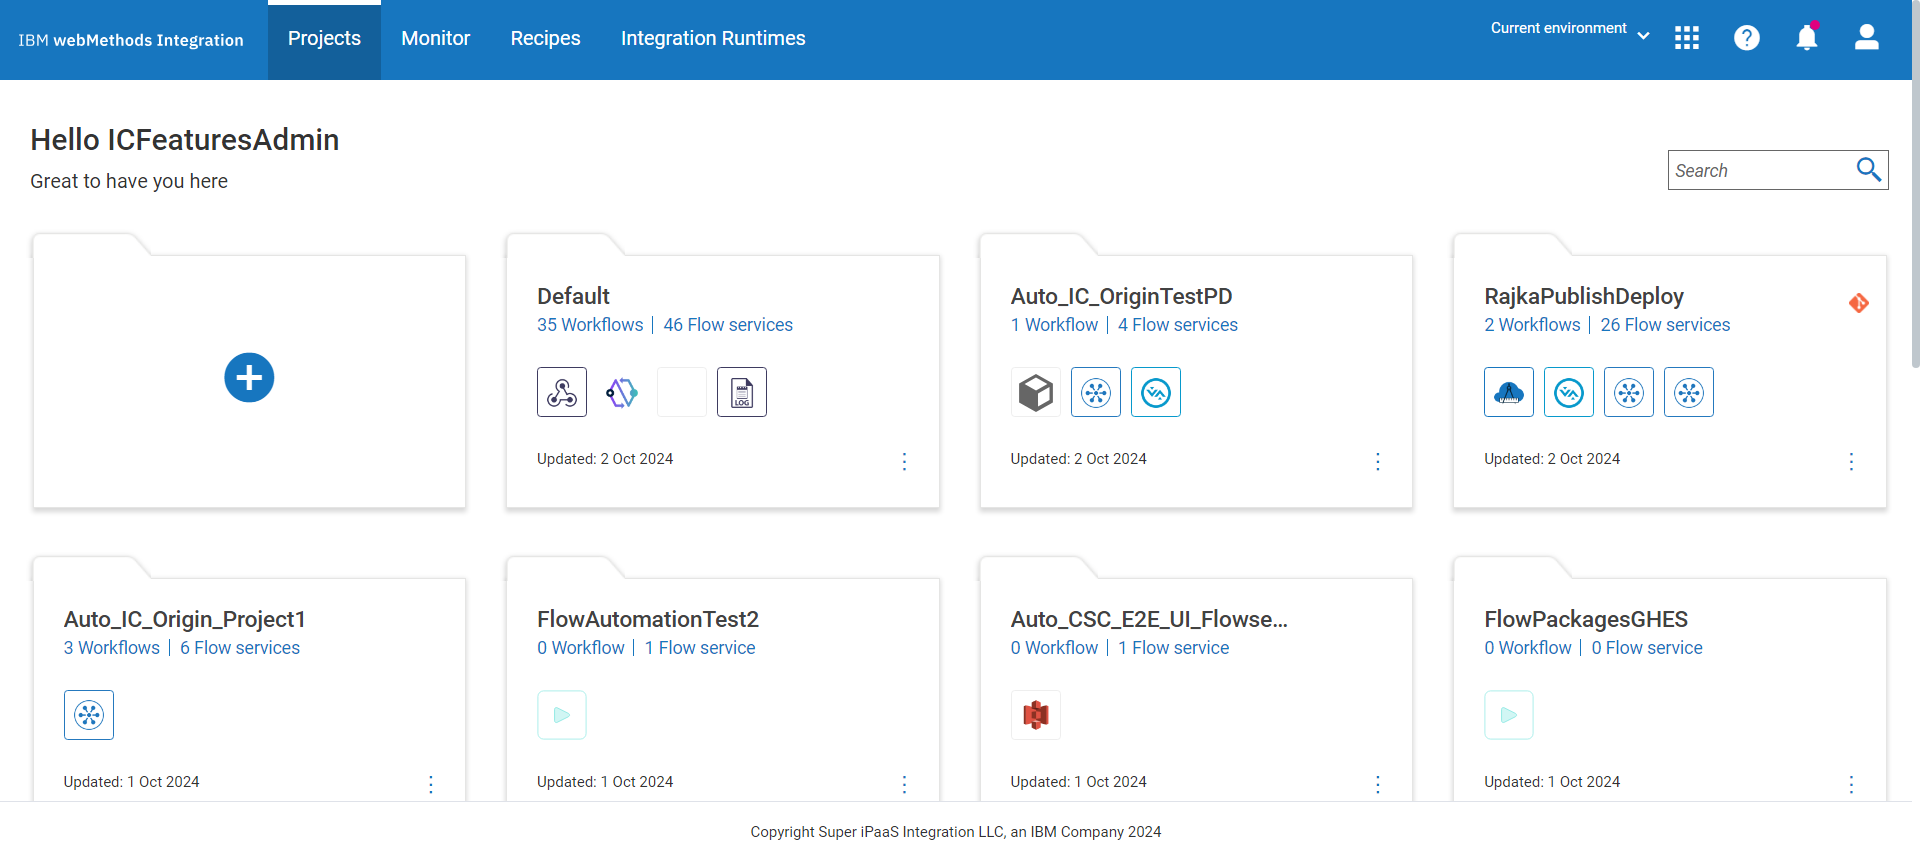 IBM webMethods Integration
Projects
Monitor
Recipes
Integration Runtimes
Current environment
Hello ICFeaturesAdmin
Great to have you here
Search
Default
35 Workflows | 46 Flow services
LOG
Updated: 2 Oct 2024
Auto_IC_OriginTestPD
1 Workflow | 4 Flow services
Updated: 2 Oct 2024
RajkaPublishDeploy
2 Workflows | 26 Flow services
Updated: 2 Oct 2024
Auto_IC_Origin_Project1
3 Workflows | 6 Flow services
Updated: 1 Oct 2024
FlowAutomationTest2
0 Workflow | 1 Flow service
Updated: 1 Oct 2024
Auto_CSC_E2E_UI_Flowse...
0 Workflow | 1 Flow service
Updated: 1 Oct 2024
FlowPackagesGHES
0 Workflow | 0 Flow service
Updated: 1 Oct 2024
Copyright Super iPaaS Integration LLC, an IBM Company 2024